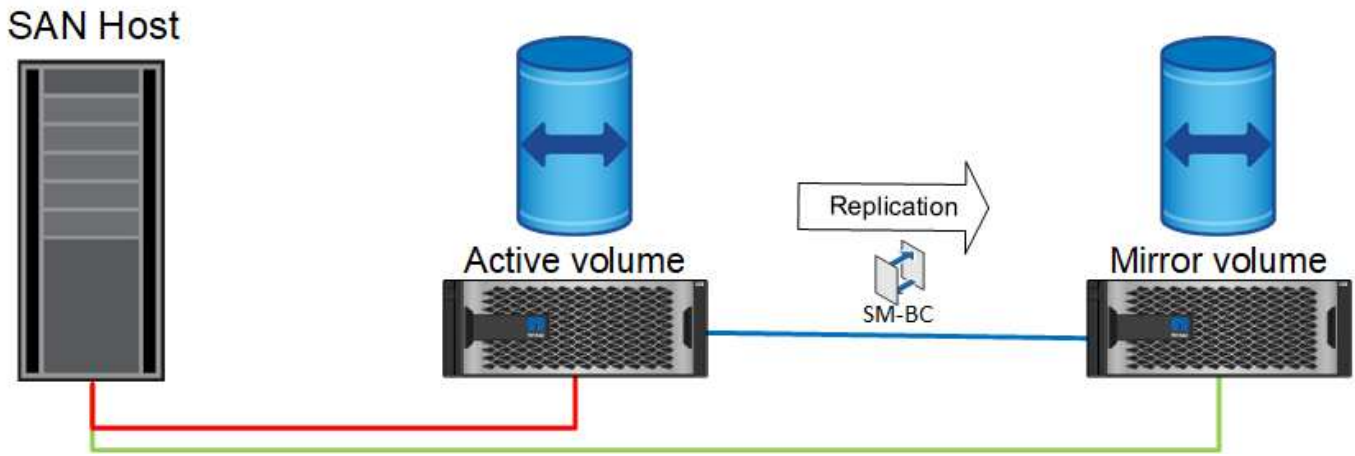 SAN Host
Replication
Active volume
Mirror volume
SM-BC